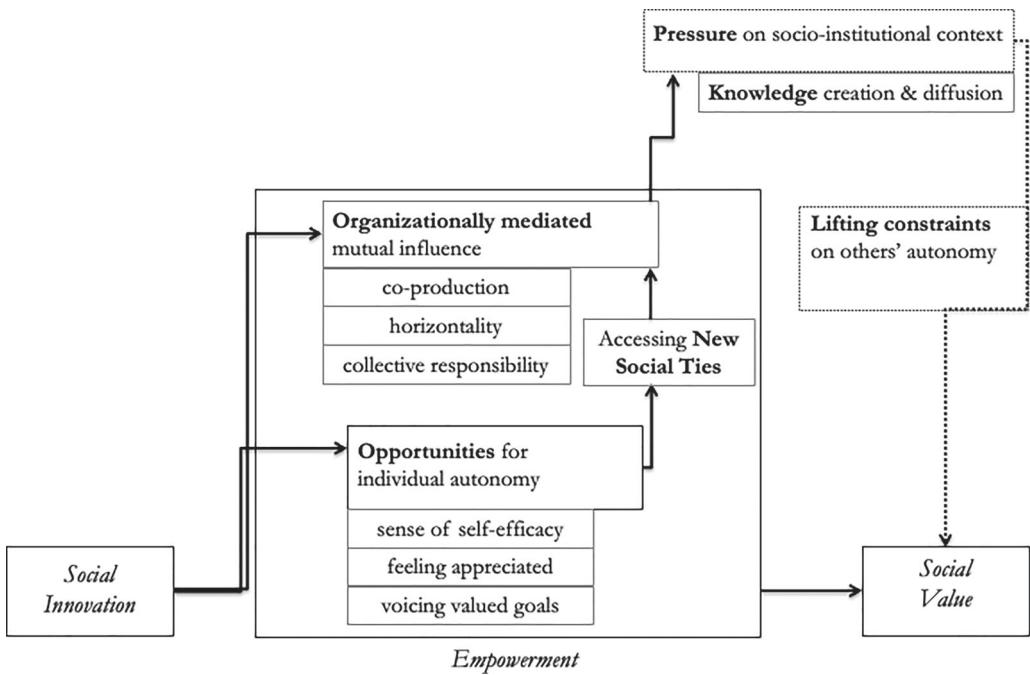 Pressure on socio-institutional context
Knowledge creation & diffusion
Organizationally mediated
mutual influence
co-production
horizontality
collective responsibility
Lifting constraints
on others’ autonomy
Accessing New
Social Ties
Opportunities for
individual autonomy
sense of self-efficacy
feeling appreciated
voicing valued goals
Social
Innovation
Social
Value
Empowerment